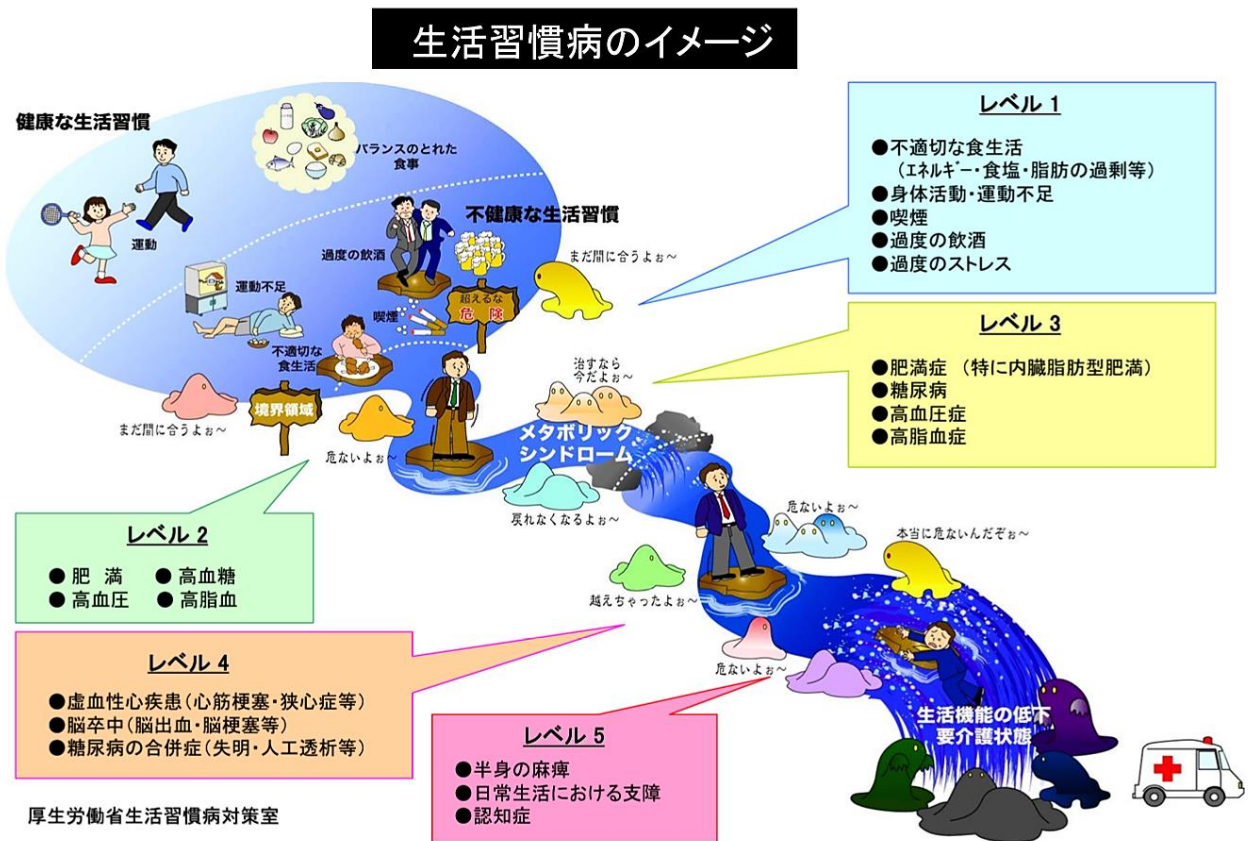 生活習慣病のイメージ
健康な生活習慣
バランスのとれた
食事
運動
不健康な生活習慣
過度の飲酒
まだ間に合うよぉ～
運動不足
喫煙
超えるな
危険
不適切な
食生活
境界領域
まだ間に合うよぉ～
危ないよぉ～
治すなら
今だよぉ～
メタボリック
シンドローム
戻れなくなるよぉ～
危ないよぉ～
本当に危ないんだぞぉ～
越えちゃったよぉ～
危ないよぉ～
生活機能の低下
要介護状態
レベル 1
●不適切な食生活
(エネルギー・食塩・脂肪の過剰等)
●身体活動・運動不足
●喫煙
●過度の飲酒
●過度のストレス
レベル 3
●肥満症 (特に内臓脂肪型肥満)
●糖尿病
●高血圧症
●高脂血症
レベル 2
● 肥 満 ● 高血糖
● 高血圧 ● 高脂血
レベル 4
●虚血性心疾患(心筋梗塞・狭心症等)
●脳卒中(脳出血・脳梗塞等)
●糖尿病の合併症(失明・人工透析等)
レベル 5
●半身の麻痺
●日常生活における支障
●認知症
厚生労働省生活習慣病対策室